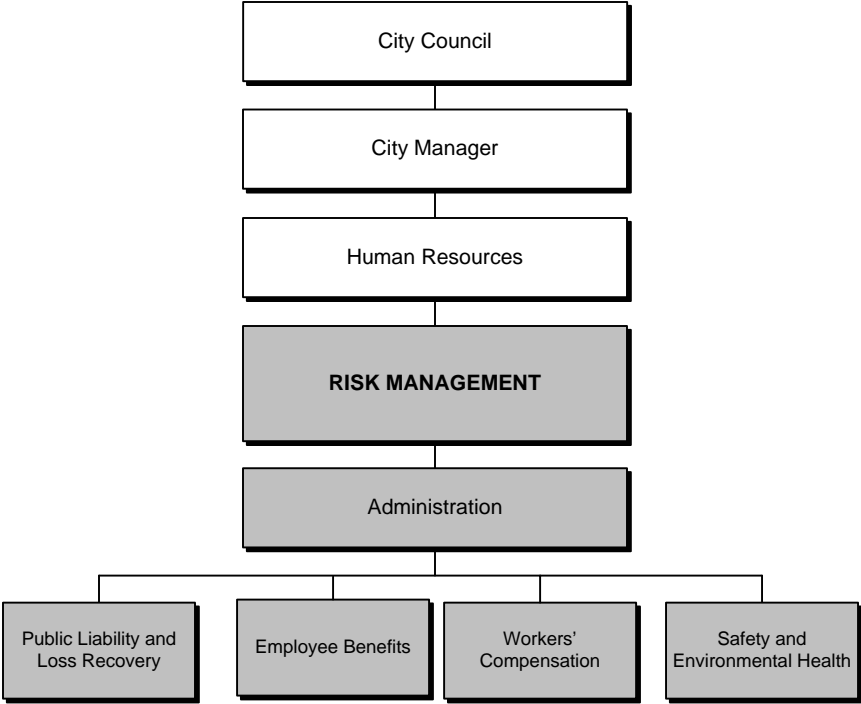 City Council
City Manager
Human Resources
RISK MANAGEMENT
Administration
Public Liability and
Loss Recovery
Employee Benefits
Workers’
Compensation
Safety and
Environmental Health